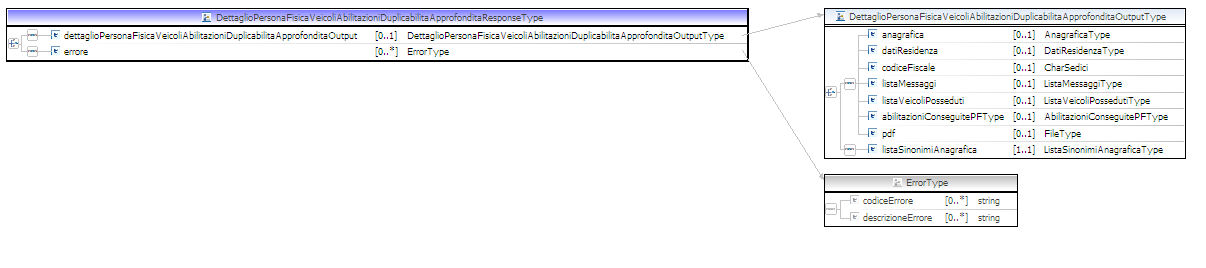 DettaglioPersonaFisicaVeicoliAbilitazioniDuplicabilitaApprofonditaResponseType
dettaglioPersonaFisicaVeicoliAbilitazioniDuplicabilitaApprofonditaOutput [0..1] DettaglioPersonaFisicaVeicoliAbilitazioniDuplicabilitaApprofonditaOutputType
errore [0..*] ErrorType
DettaglioPersonaFisicaVeicoliAbilitazioniDuplicabilitaApprofonditaOutputType
anagrafica [0..1] AnagraficaType
datiResidenza [0..1] DatiResidenzaType
codiceFiscale [0..1] CharSedici
listaMessaggi [0..1] ListaMessaggiType
listaVeicoliPosseduti [0..1] ListaVeicoliPossedutiType
abilitazioniConseguitePFType [0..1] AbilitazioniConseguitePFType
pdf [0..1] FileType
listaSinonimiAnagrafica [1..1] ListaSinonimiAnagraficaType
ErrorType
codiceErrore [0..*] string
descrizioneErrore [0..*] string